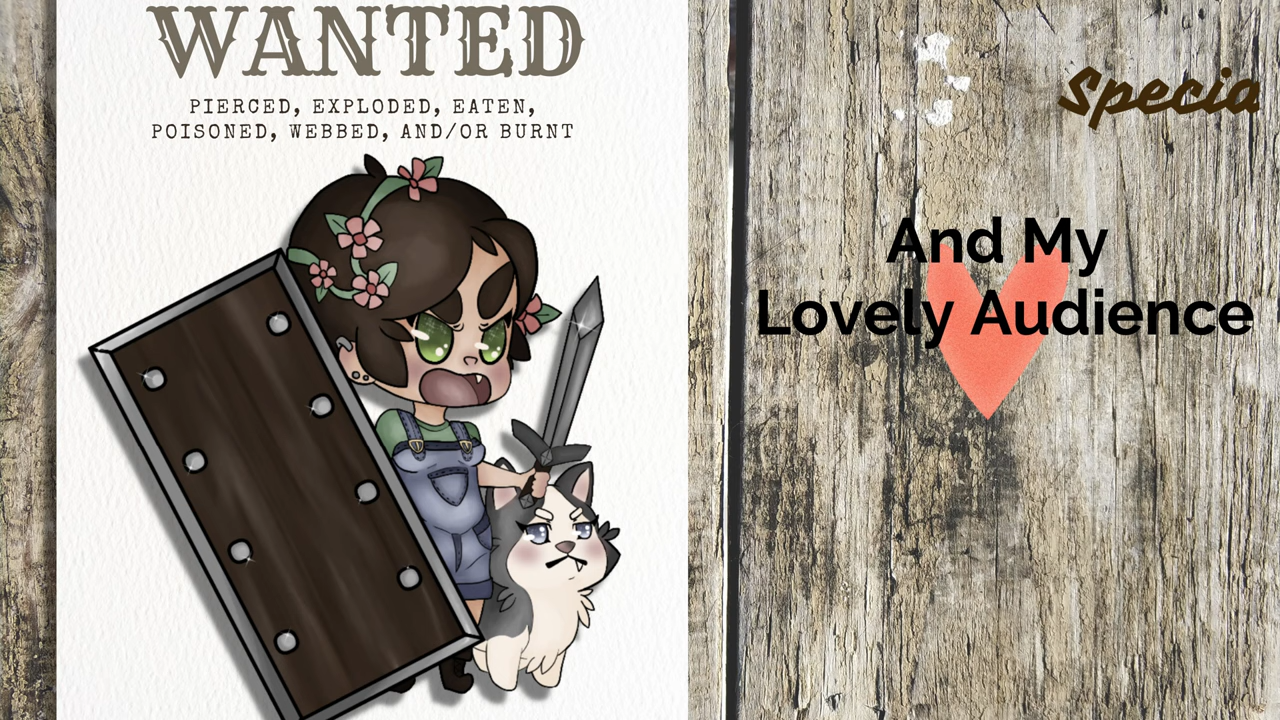 WANTED
PIERCED, EXPLODED, EATEN,
POISONED, WEBBED, AND/OR BURNT
Specia
And My
Lovely Audience